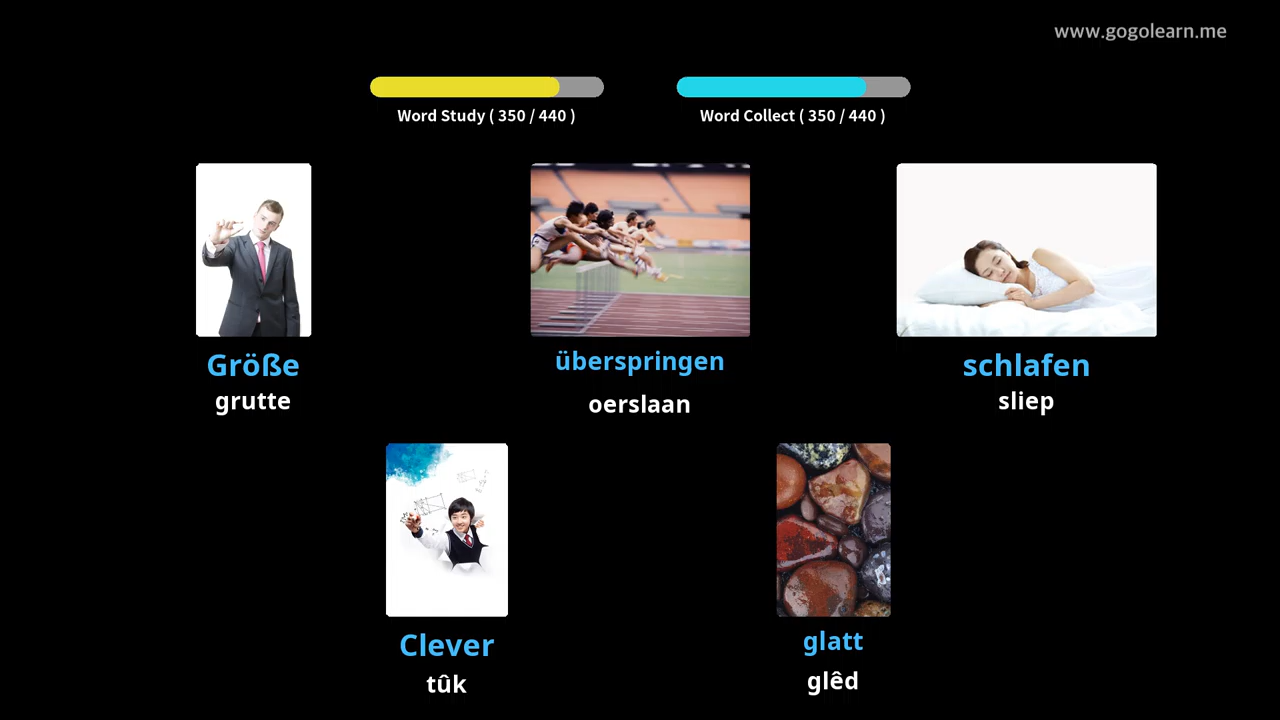 www.gogolearn.me
Word Study ( 350 / 440 )
Word Collect ( 350 / 440 )
Größe
grutte
überspringen
oerslaan
schlafen
sliep
Clever
tûk
glatt
glêd